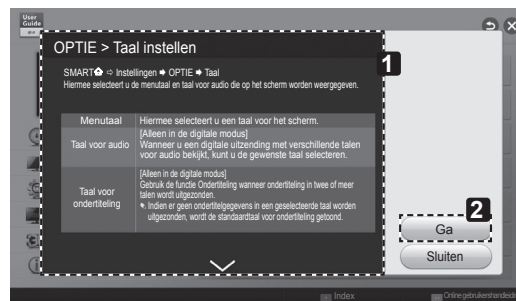 User
Guide
OPTIE > Taal instellen
1
SMART ⇨ Instellingen ➡ OPTIE ➡ Taal
Hiermee selecteert u de menutaal en taal voor audio die op het scherm worden weergegeven.
Menutaal Hiermee selecteert u een taal voor het scherm.
Taal voor audio
[Alleen in de digitale modus]
Wanneer u een digitale uitzending met verschillende talen
voor audio bekijkt, kunt u de gewenste taal selecteren.
Taal voor
ondertiteling
[Alleen in de digitale modus]
Gebruik de functie Ondertiteling wanneer ondertiteling in twee of meer
talen wordt uitgezonden.
Indien er geen ondertitelgegevens in een geselecteerde taal worden
uitgezonden, wordt de standaardtaal voor ondertiteling getoond.
2
Ga
Sluiten
Index
Online gebruikershandleidi